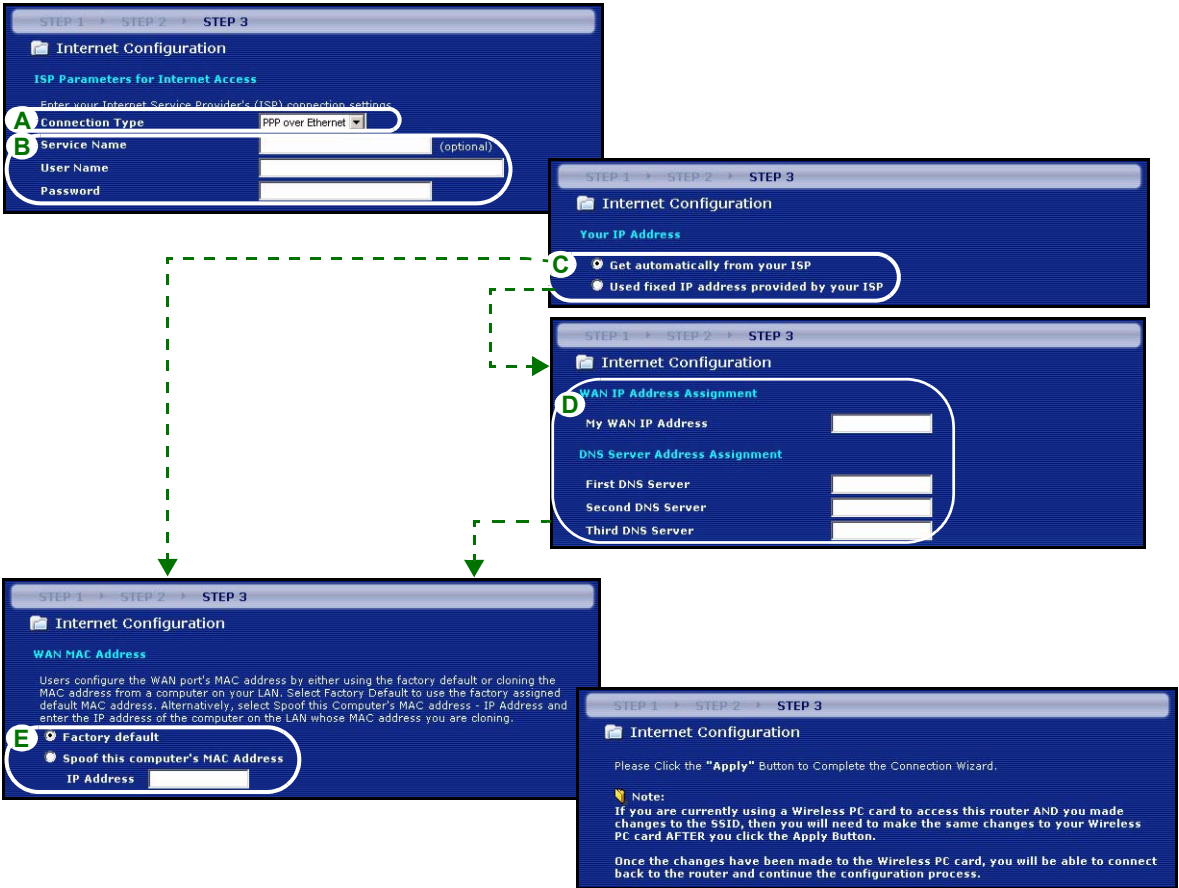 STEP 1 STEP 2 STEP 3
Internet Configuration
ISP Parameters for Internet Access
Enter your Internet Service Provider's (ISP) connection settings
A Connection Type PPP over Ethernet
B Service Name (optional)
User Name
Password
STEP 1 STEP 2 STEP 3
Internet Configuration
Your IP Address
C Get automatically from your ISP
Used fixed IP address provided by your ISP
STEP 1 STEP 2 STEP 3
Internet Configuration
WAN IP Address Assignment
D
My WAN IP Address
DNS Server Address Assignment
First DNS Server
Second DNS Server
Third DNS Server
STEP 1 STEP 2 STEP 3
Internet Configuration
WAN MAC Address
Users configure the WAN port's MAC address by either using the factory default or cloning the
MAC address from a computer on your LAN. Select Factory Default to use the factory assigned
default MAC address. Alternatively, select Spoof this Computer's MAC address - IP Address and
enter the IP address of the computer on the LAN whose MAC address you are cloning.
E Factory default
Spoof this computer's MAC Address
IP Address
STEP 1 STEP 2 STEP 3
Internet Configuration
Please Click the "Apply" Button to Complete the Connection Wizard.
Note:
If you are currently using a Wireless PC card to access this router AND you made
changes to the SSID, then you will need to make the same changes to your Wireless
PC card AFTER you click the Apply Button.
Once the changes have been made to the Wireless PC card, you will be able to connect
back to the router and continue the configuration process.